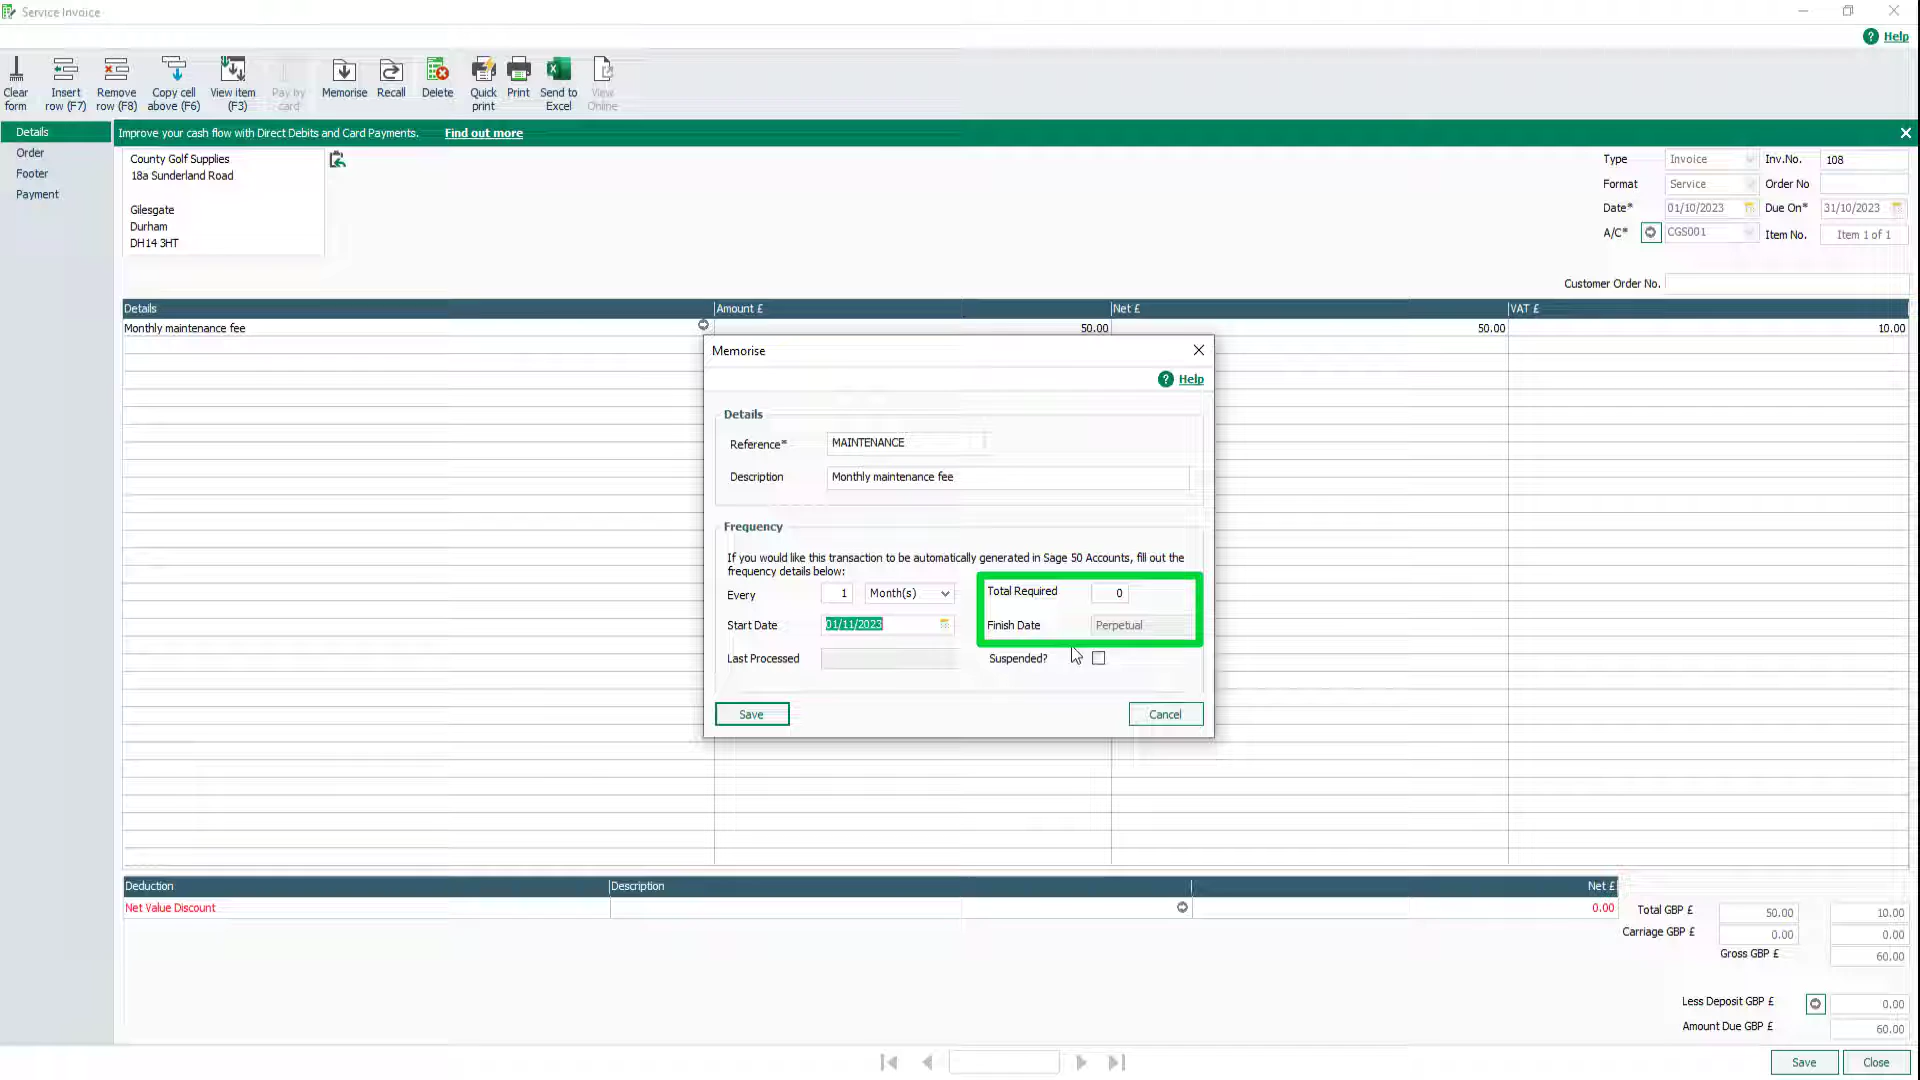 Service Invoice
Help
Clear form
Insert row (F7)
Remove row (F8)
Copy cell above (F6)
View item (F3)
Pay by card
Memorise
Recall
Delete
Quick print
Print
Send to Excel
View Online
Details
Order
Footer
Payment
Improve your cash flow with Direct Debits and Card Payments. Find out more
County Golf Supplies
18a Sunderland Road
Gilesgate
Durham
DH14 3HT
Type Invoice Inv.No. 108
Format Service Order No
Date* 01/10/2023 Due On* 31/10/2023
A/C* CGS001 Item No. Item 1 of 1
Customer Order No.
Details Amount £ Net £ VAT £
Monthly maintenance fee 50.00 50.00 10.00
Memorise
Help
Details
Reference* MAINTENANCE
Description Monthly maintenance fee
Frequency
If you would like this transaction to be automatically generated in Sage 50 Accounts, fill out the
frequency details below:
Every 1 Month(s) Total Required 0
Start Date 01/11/2023 Finish Date Perpetual
Last Processed Suspended?
Save Cancel
Deduction Description Net £
Net Value Discount 0.00
Total GBP £ 50.00 10.00
Carriage GBP £ 0.00 0.00
Gross GBP £ 60.00
Less Deposit GBP £ 0.00
Amount Due GBP £ 60.00
Save Close